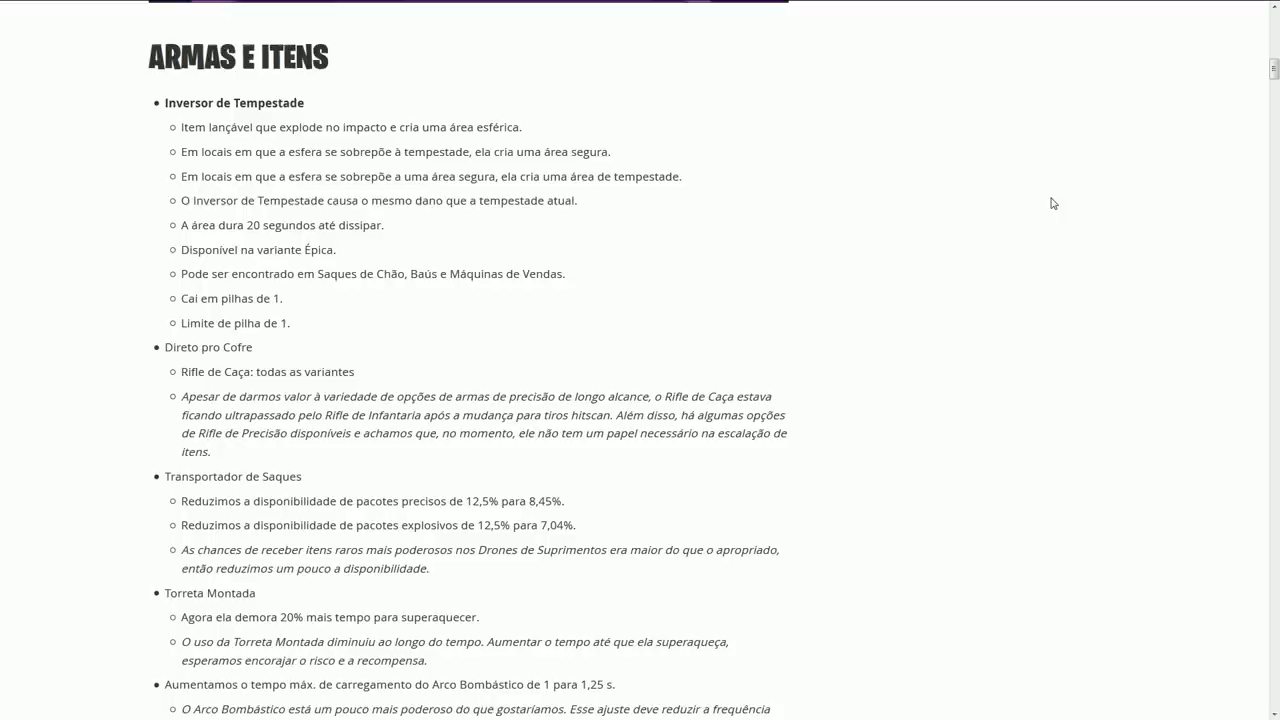 ARMAS E ITENS
• Inversor de Tempestade
○ Item lançável que explode no impacto e cria uma área esférica.
○ Em locais em que a esfera se sobrepõe à tempestade, ela cria uma área segura.
○ Em locais em que a esfera se sobrepõe a uma área segura, ela cria uma área de tempestade.
○ O Inversor de Tempestade causa o mesmo dano que a tempestade atual.
○ A área dura 20 segundos até dissipar.
○ Disponível na variante Épica.
○ Pode ser encontrado em Saques de Chão, Baús e Máquinas de Vendas.
○ Cai em pilhas de 1.
○ Limite de pilha de 1.
• Direto pro Cofre
○ Rifle de Caça: todas as variantes
○ Apesar de darmos valor à variedade de opções de armas de precisão de longo alcance, o Rifle de Caça estava
ficando ultrapassado pelo Rifle de Infantaria após a mudança para tiros hitscan. Além disso, há algumas opções
de Rifle de Precisão disponíveis e achamos que, no momento, ele não tem um papel necessário na escalação de
itens.
• Transportador de Saques
○ Reduzimos a disponibilidade de pacotes precisos de 12,5% para 8,45%.
○ Reduzimos a disponibilidade de pacotes explosivos de 12,5% para 7,04%.
○ As chances de receber itens raros mais poderosos nos Drones de Suprimentos era maior do que o apropriado,
então reduzimos um pouco a disponibilidade.
• Torreta Montada
○ Agora ela demora 20% mais tempo para superaquecer.
○ O uso da Torreta Montada diminuiu ao longo do tempo. Aumentar o tempo até que ela superaqueça,
esperamos encorajar o risco e a recompensa.
• Aumentamos o tempo máx. de carregamento do Arco Bombástico de 1 para 1,25 s.
○ O Arco Bombástico está um pouco mais poderoso do que gostaríamos. Esse ajuste deve reduzir a frequência